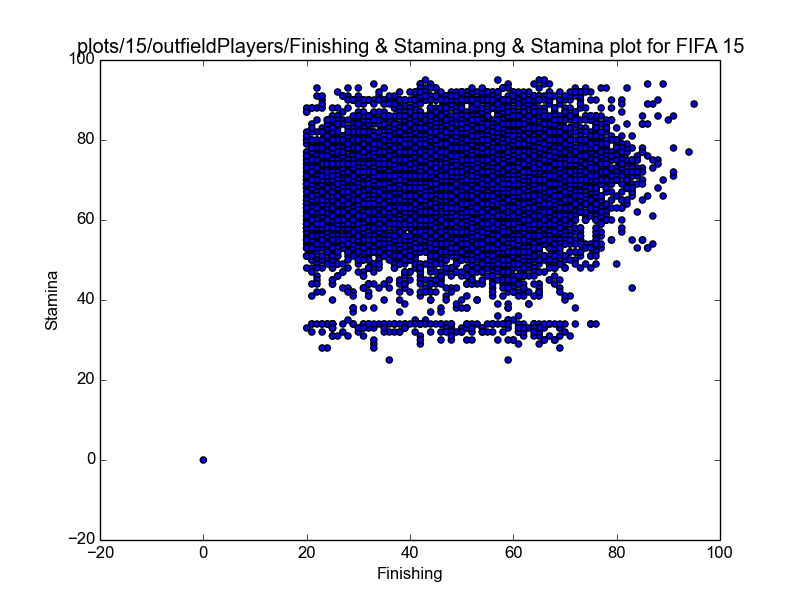 plots/15/outfieldPlayers/Finishing & Stamina.png & Stamina plot for FIFA 15
100
80
60
40
20
0
−20
Stamina
−20 0 20 40 60 80 100
Finishing